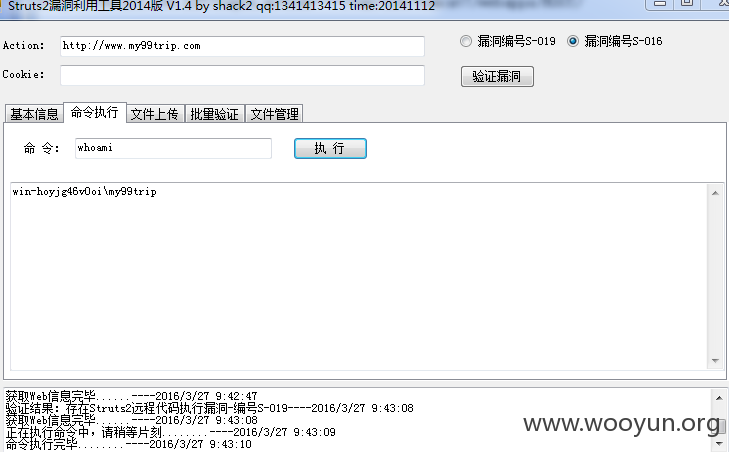 Struts2漏洞利用工具2014版 V1.4 by shack2 qq:1341413415 time:20141112
Action: http://www.my99trip.com 漏洞编号S-019 漏洞编号S-016
Cookie: 验证漏洞
基本信息 命令执行 文件上传 批量验证 文件管理
命 令: whoami 执 行
win-hoyjg46v0oi\my99trip
获取Web信息完毕......----2016/3/27 9:42:47
验证结果: 存在Struts2远程代码执行漏洞-编号S-019----2016/3/27 9:43:08
获取Web信息完毕......----2016/3/27 9:43:08
正在执行命令中，请稍等片刻........----2016/3/27 9:43:09
命令执行完毕........----2016/3/27 9:43:10
www.wooyun.org